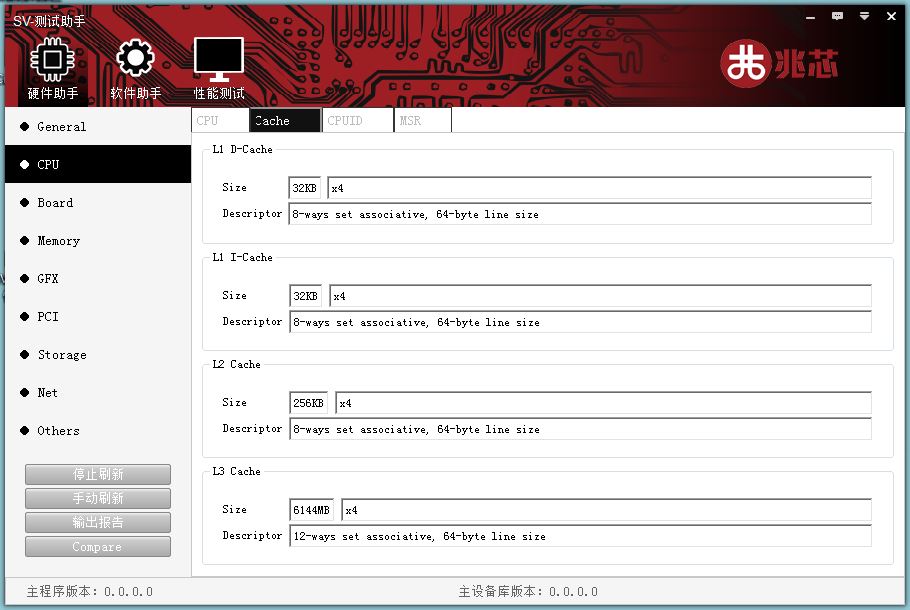 SV-测试助手
兆芯
硬件助手 软件助手 性能测试
General
CPU
Board
Memory
GFX
PCI
Storage
Net
Others
停止刷新
手动刷新
输出报告
Compare
CPU Cache CPUID MSR
L1 D-Cache
Size 32KB x4
Descriptor 8-ways set associative, 64-byte line size
L1 I-Cache
Size 32KB x4
Descriptor 8-ways set associative, 64-byte line size
L2 Cache
Size 256KB x4
Descriptor 8-ways set associative, 64-byte line size
L3 Cache
Size 6144MB x4
Descriptor 12-ways set associative, 64-byte line size
主程序版本: 0.0.0.0 主设备库版本: 0.0.0.0